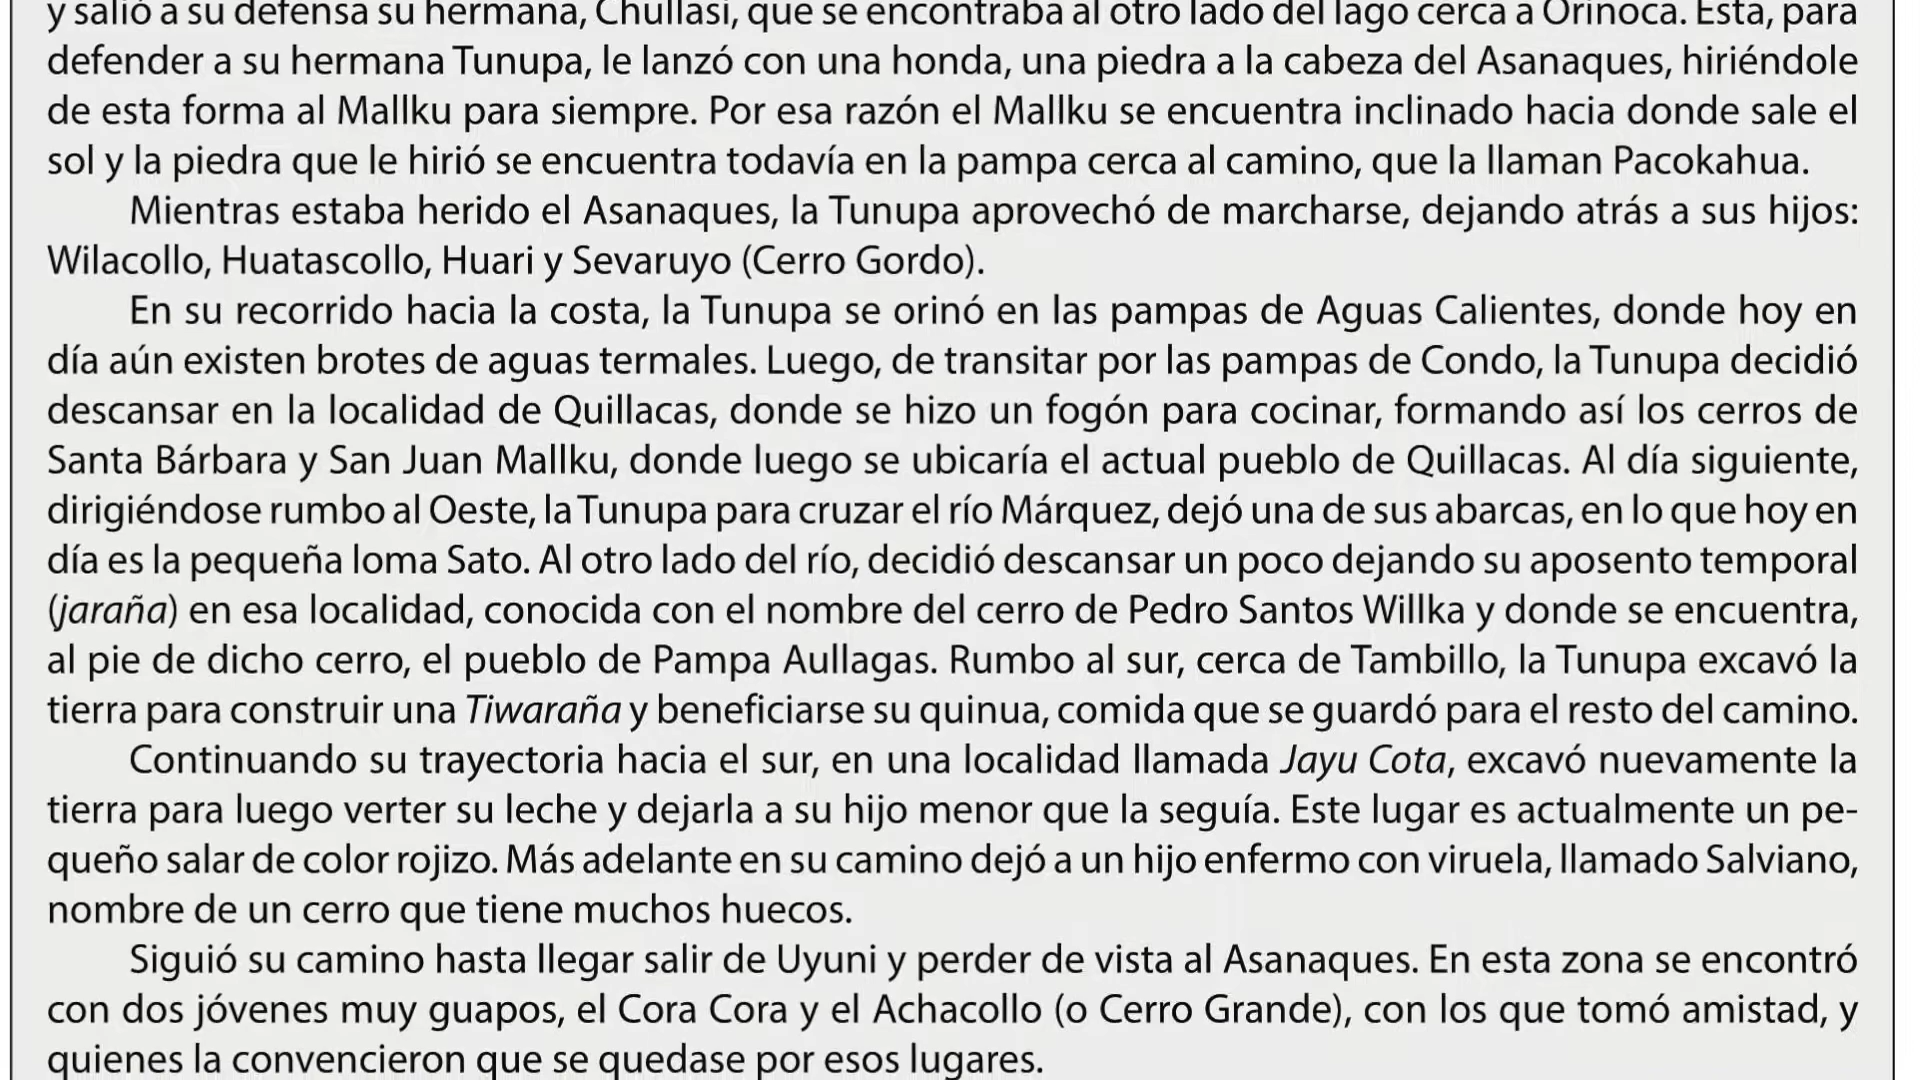 y salió a su defensa su hermana, Chullasi, que se encontraba al otro lado del lago cerca a Orinoca. Ésta, para
defender a su hermana Tunupa, le lanzó con una honda, una piedra a la cabeza del Asanaques, hiriéndole
de esta forma al Mallku para siempre. Por esa razón el Mallku se encuentra inclinado hacia donde sale el
sol y la piedra que le hirió se encuentra todavía en la pampa cerca al camino, que la llaman Pacokahua.
Mientras estaba herido el Asanaques, la Tunupa aprovechó de marcharse, dejando atrás a sus hijos:
Wilacollo, Huatascollo, Huari y Sevaruyo (Cerro Gordo).
En su recorrido hacia la costa, la Tunupa se orinó en las pampas de Aguas Calientes, donde hoy en
día aún existen brotes de aguas termales. Luego, de transitar por las pampas de Condo, la Tunupa decidió
descansar en la localidad de Quillacas, donde se hizo un fogón para cocinar, formando así los cerros de
Santa Bárbara y San Juan Mallku, donde luego se ubicaría el actual pueblo de Quillacas. Al día siguiente,
dirigiéndose rumbo al Oeste, la Tunupa para cruzar el río Márquez, dejó una de sus abarcas, en lo que hoy en
día es la pequeña loma Sato. Al otro lado del río, decidió descansar un poco dejando su aposento temporal
(jaraña) en esa localidad, conocida con el nombre del cerro de Pedro Santos Willka y donde se encuentra,
al pie de dicho cerro, el pueblo de Pampa Aullagas. Rumbo al sur, cerca de Tambillo, la Tunupa excavó la
tierra para construir una Tiwaraña y beneficiarse su quinua, comida que se guardó para el resto del camino.
Continuando su trayectoria hacia el sur, en una localidad llamada Jayu Cota, excavó nuevamente la
tierra para luego verter su leche y dejarla a su hijo menor que la seguía. Este lugar es actualmente un pe-
queño salar de color rojizo. Más adelante en su camino dejó a un hijo enfermo con viruela, llamado Salviano,
nombre de un cerro que tiene muchos huecos.
Siguió su camino hasta llegar salir de Uyuni y perder de vista al Asanaques. En esta zona se encontró
con dos jóvenes muy guapos, el Cora Cora y el Achacollo (o Cerro Grande), con los que tomó amistad, y
quienes la convencieron que se quedase por esos lugares.